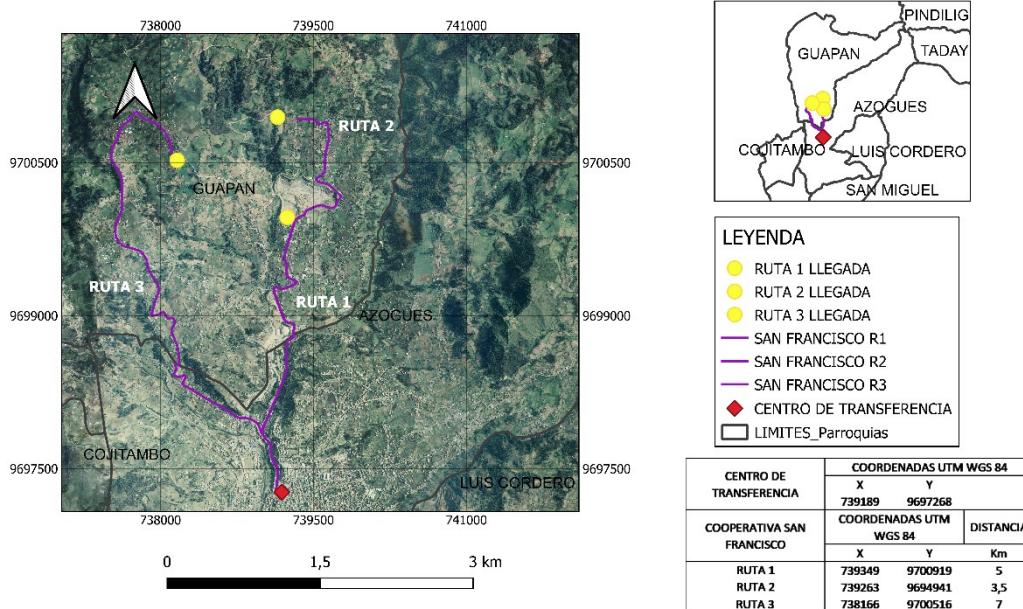 738000 739500 741000
RUTA 2
9700500 9700500
GUAPAN
RUTA 3
RUTA 1
9699000 9699000
AZOGUES
COJITAMBO
9697500 9697500
LUIS CORDERO
738000 739500 741000
0 1,5 3 km
PINDILIG
GUAPAN
TADAY
AZOGUES
COJITAMBO
LUIS CORDERO
SAN MIGUEL
LEYENDA
RUTA 1 LLEGADA
RUTA 2 LLEGADA
RUTA 3 LLEGADA
SAN FRANCISCO R1
SAN FRANCISCO R2
SAN FRANCISCO R3
CENTRO DE TRANSFERENCIA
LIMITES_Parroquias
CENTRO DE TRANSFERENCIA COORDENADAS UTM WGS 84
X Y
739189 9697268
COOPERATIVA SAN FRANCISCO COORDENADAS UTM WGS 84 DISTANCIA
X Y Km
RUTA 1 739349 9700919 5
RUTA 2 739263 9694941 3,5
RUTA 3 738166 9700516 7